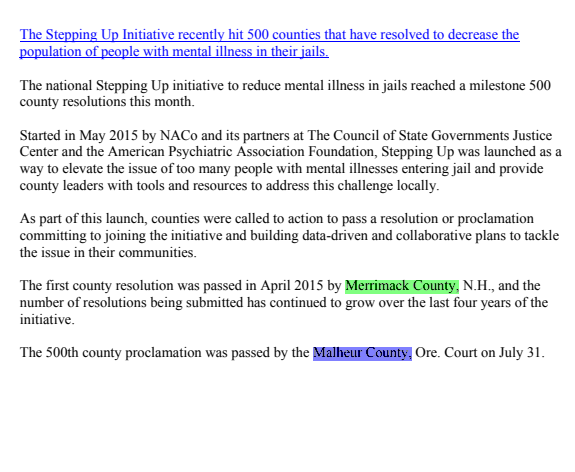 The Stepping Up Initiative recently hit 500 counties that have resolved to decrease the
population of people with mental illness in their jails.
The national Stepping Up initiative to reduce mental illness in jails reached a milestone 500
county resolutions this month.
Started in May 2015 by NACo and its partners at The Council of State Governments Justice
Center and the American Psychiatric Association Foundation, Stepping Up was launched as a
way to elevate the issue of too many people with mental illnesses entering jail and provide
county leaders with tools and resources to address this challenge locally.
As part of this launch, counties were called to action to pass a resolution or proclamation
committing to joining the initiative and building data-driven and collaborative plans to tackle
the issue in their communities.
The first county resolution was passed in April 2015 by Merrimack County, N.H., and the
number of resolutions being submitted has continued to grow over the last four years of the
initiative.
The 500th county proclamation was passed by the Malheur County, Ore. Court on July 31.